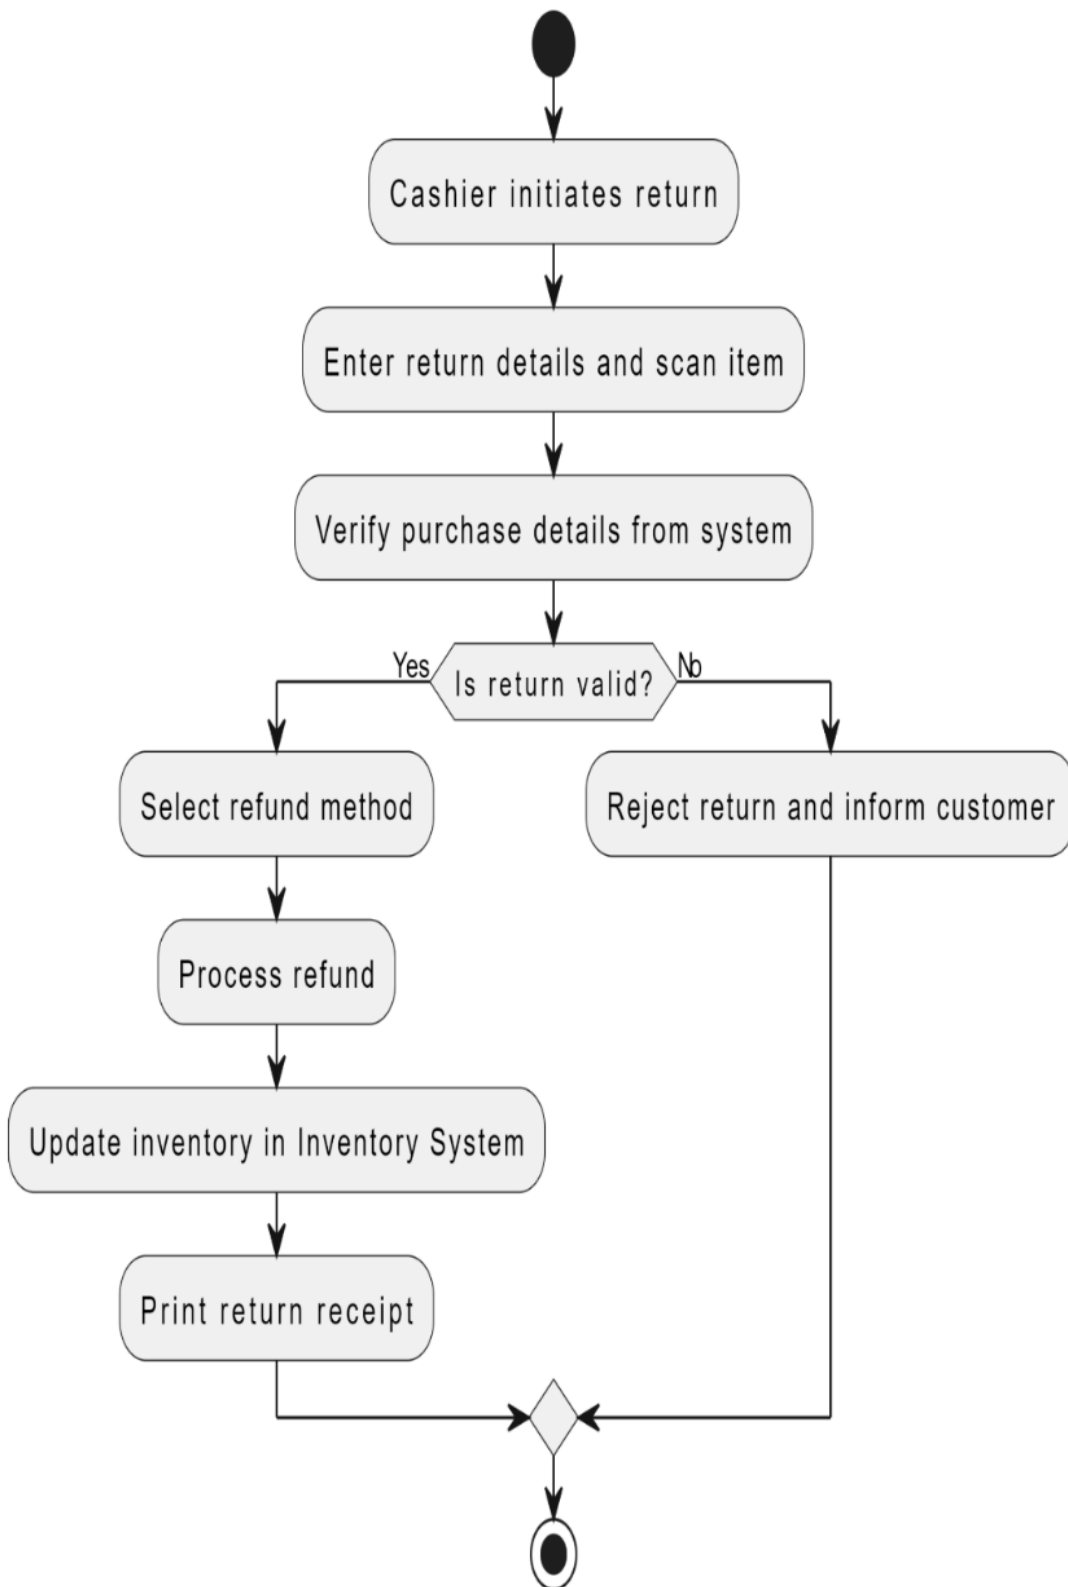 Cashier initiates return
Enter return details and scan item
Verify purchase details from system
Yes
Is return valid?
No
Select refund method
Reject return and inform customer
Process refund
Update inventory in Inventory System
Print return receipt